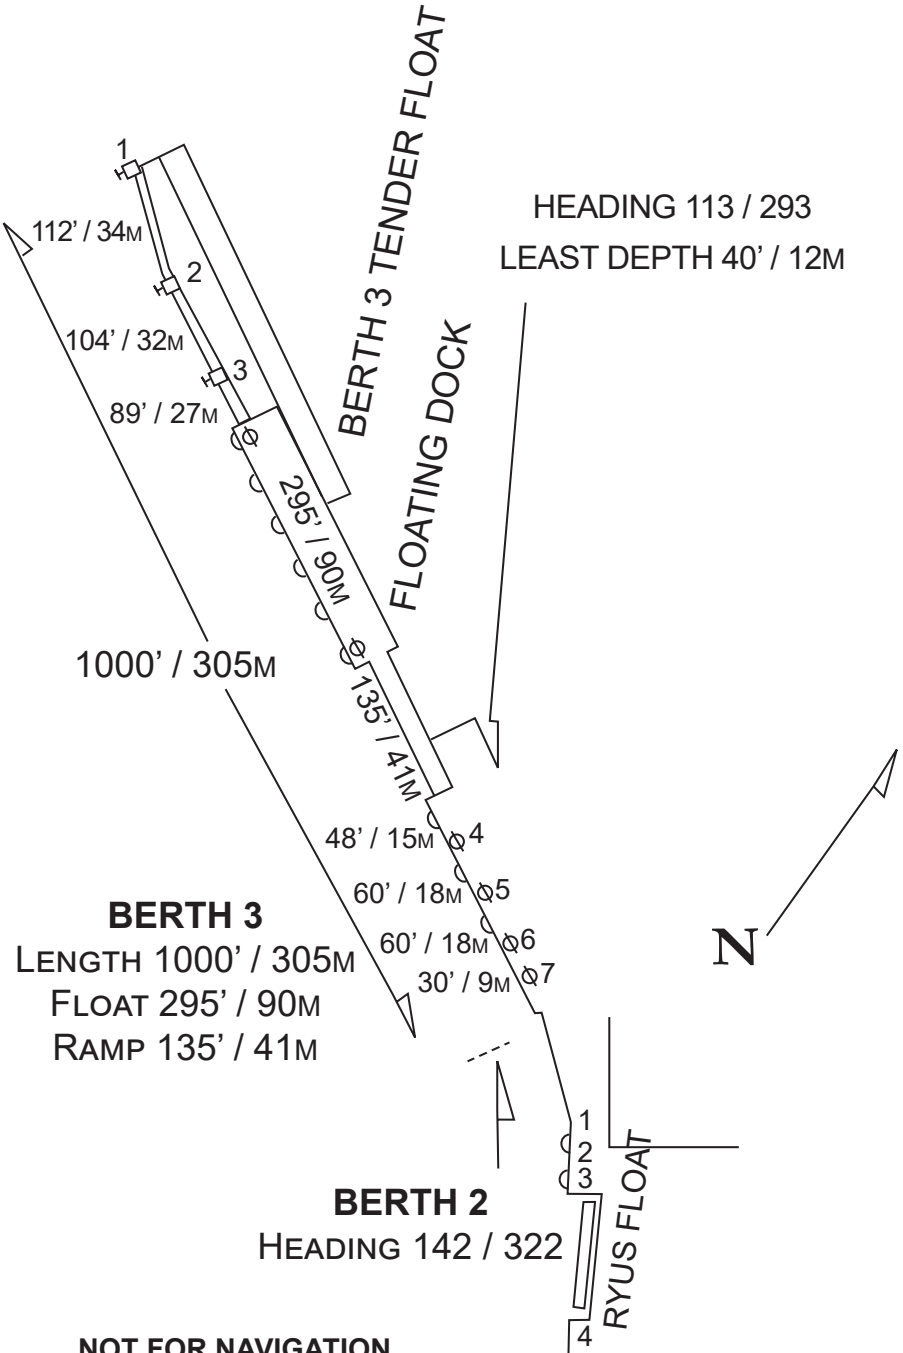 BERTH 3 TENDER FLOAT
1
HEADING 113 / 293
LEAST DEPTH 40’ / 12M
112’ / 34M
2
104’ / 32M
3
89’ / 27M
FLOATING DOCK
295’ / 90M
1000’ / 305M
135’ / 41M
48’ / 15M
4
60’ / 18M
5
60’ / 18M
6
30’ / 9M
7
N
BERTH 3
LENGTH 1000’ / 305M
FLOAT 295’ / 90M
RAMP 135’ / 41M
1
2
3
BERTH 2
HEADING 142 / 322
RYUS FLOAT
4
NOT FOR NAVIGATION